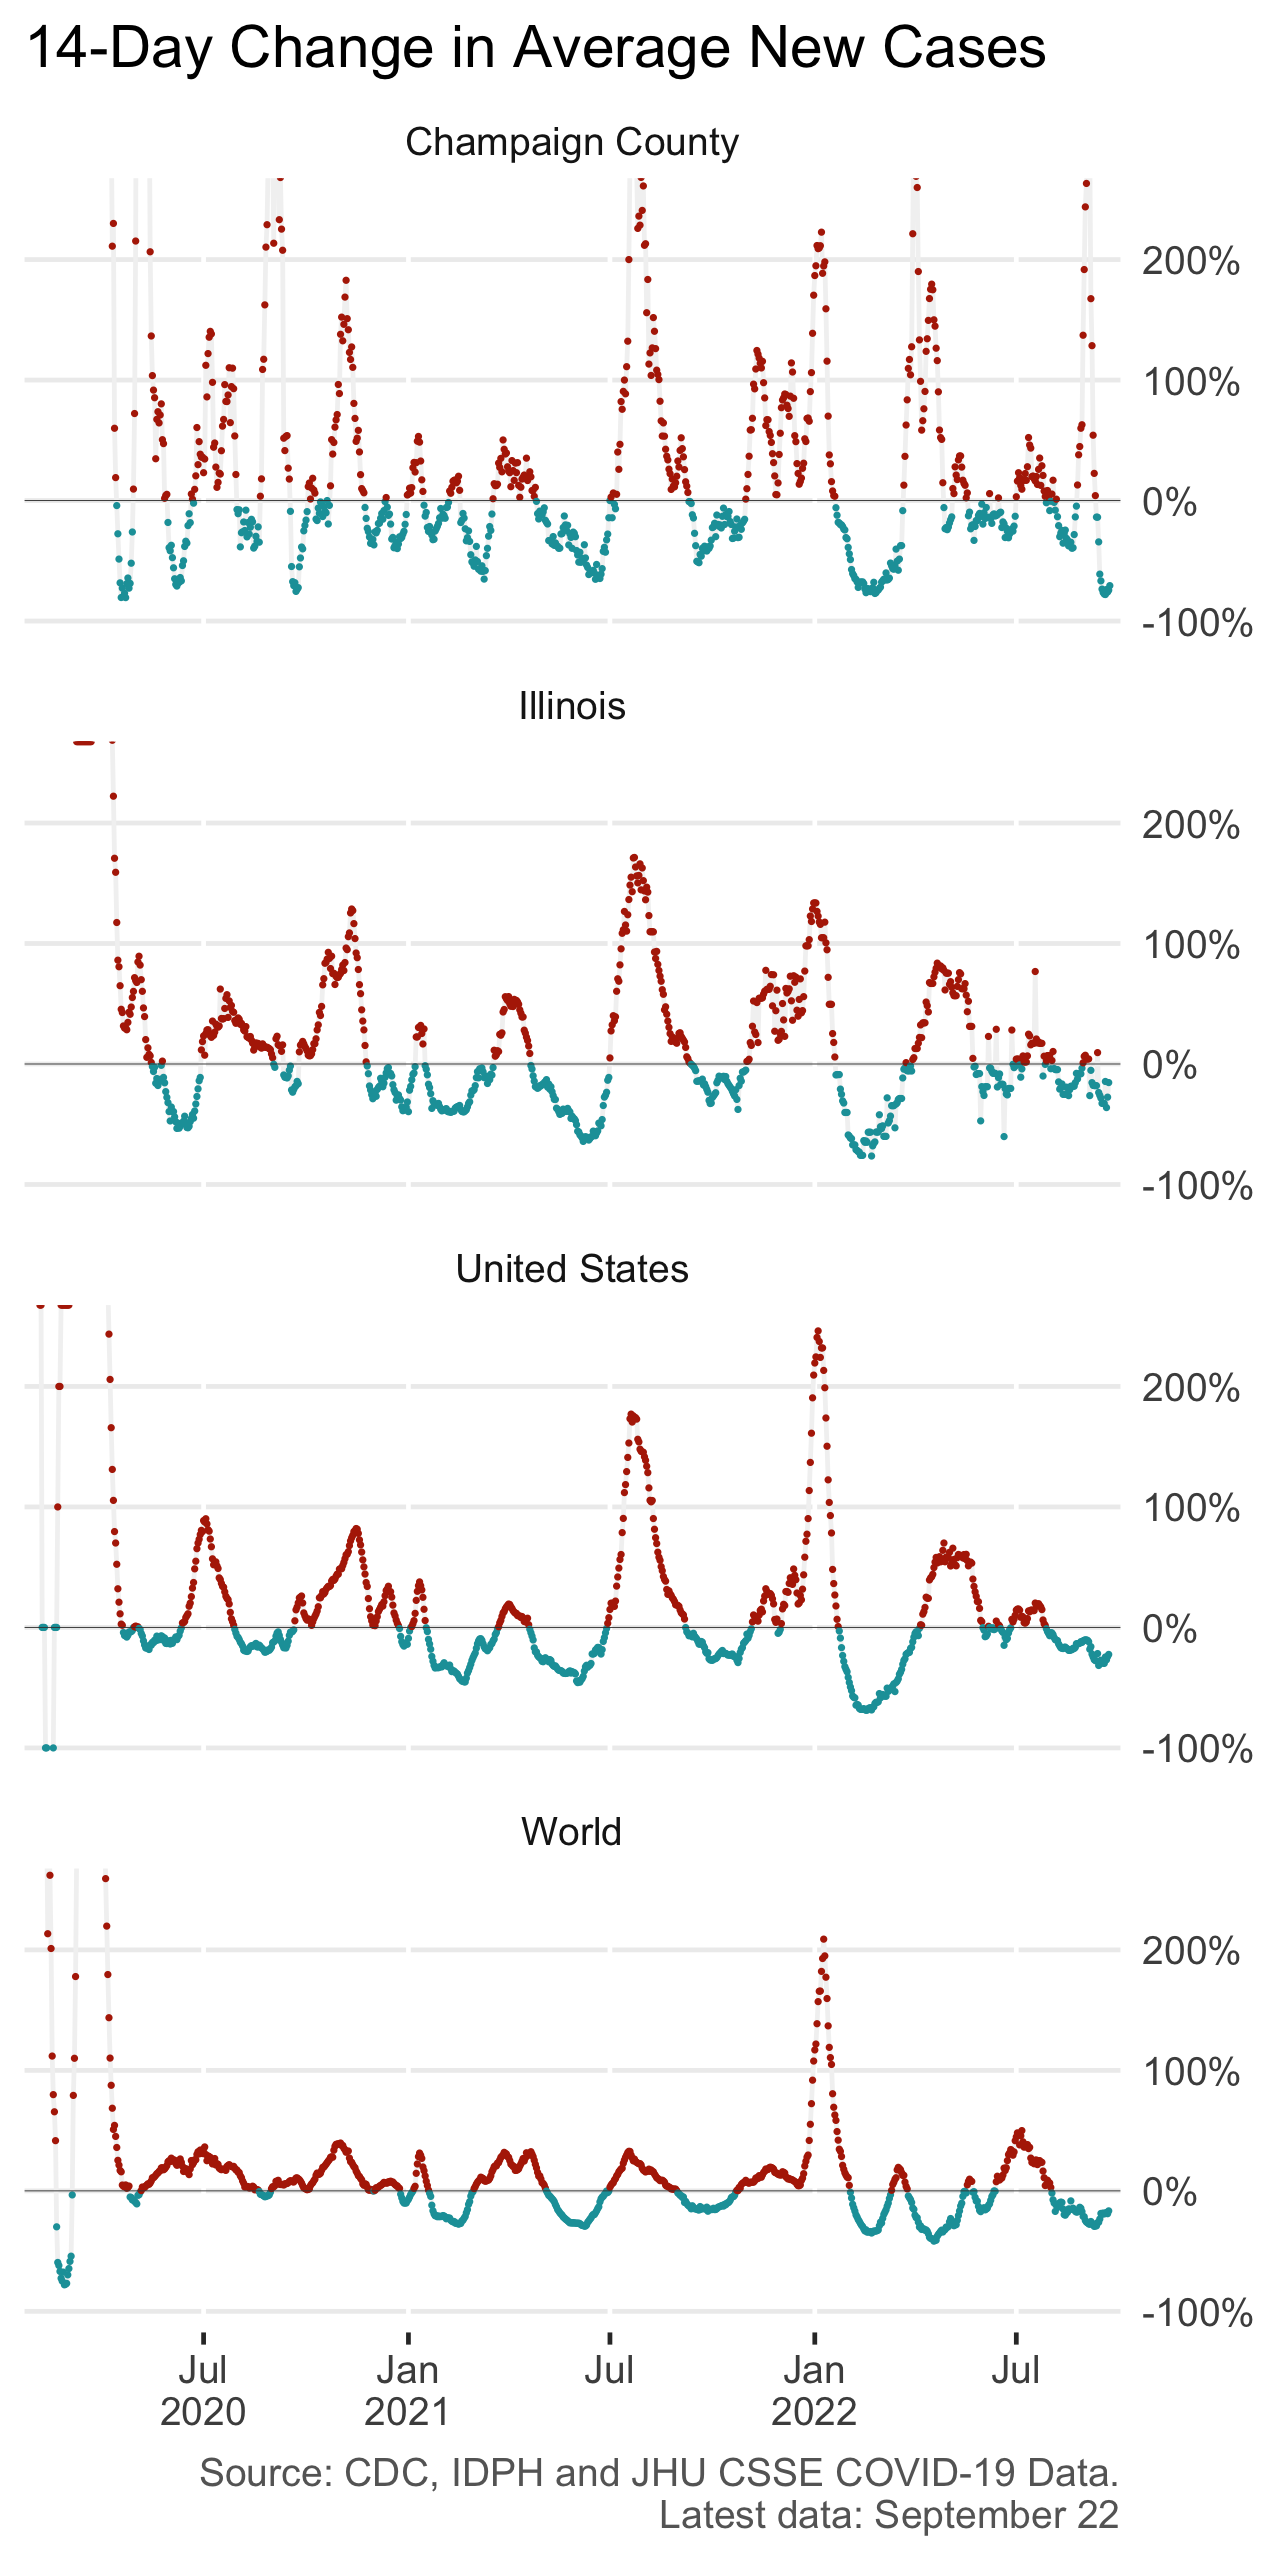 14-Day Change in Average New Cases
Champaign County
200%
100%
0%
-100%
Illinois
200%
100%
0%
-100%
United States
200%
100%
0%
-100%
World
200%
100%
0%
-100%
Jul Jan Jul Jan Jul
2020 2021 2022
Source: CDC, IDPH and JHU CSSE COVID-19 Data.
Latest data: September 22